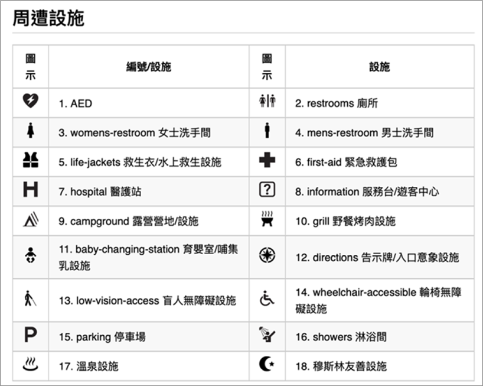 周遭設施
圖示 編號/設施 圖示 設施
1. AED 2. restrooms 廁所
3. womens-restroom 女士洗手間 4. mens-restroom 男士洗手間
5. life-jackets 救生衣/水上救生設施 6. first-aid 緊急救護包
H 7. hospital 醫護站 ? 8. information 服務台/遊客中心
9. campground 露營營地/設施 10. grill 野餐烤肉設施
11. baby-changing-station 育嬰室/哺集乳設施 12. directions 告示牌/入口意象設施
13. low-vision-access 盲人無障礙設施 14. wheelchair-accessible 輪椅無障礙設施
P 15. parking 停車場 16. showers 淋浴間
17. 溫泉設施 18. 穆斯林友善設施